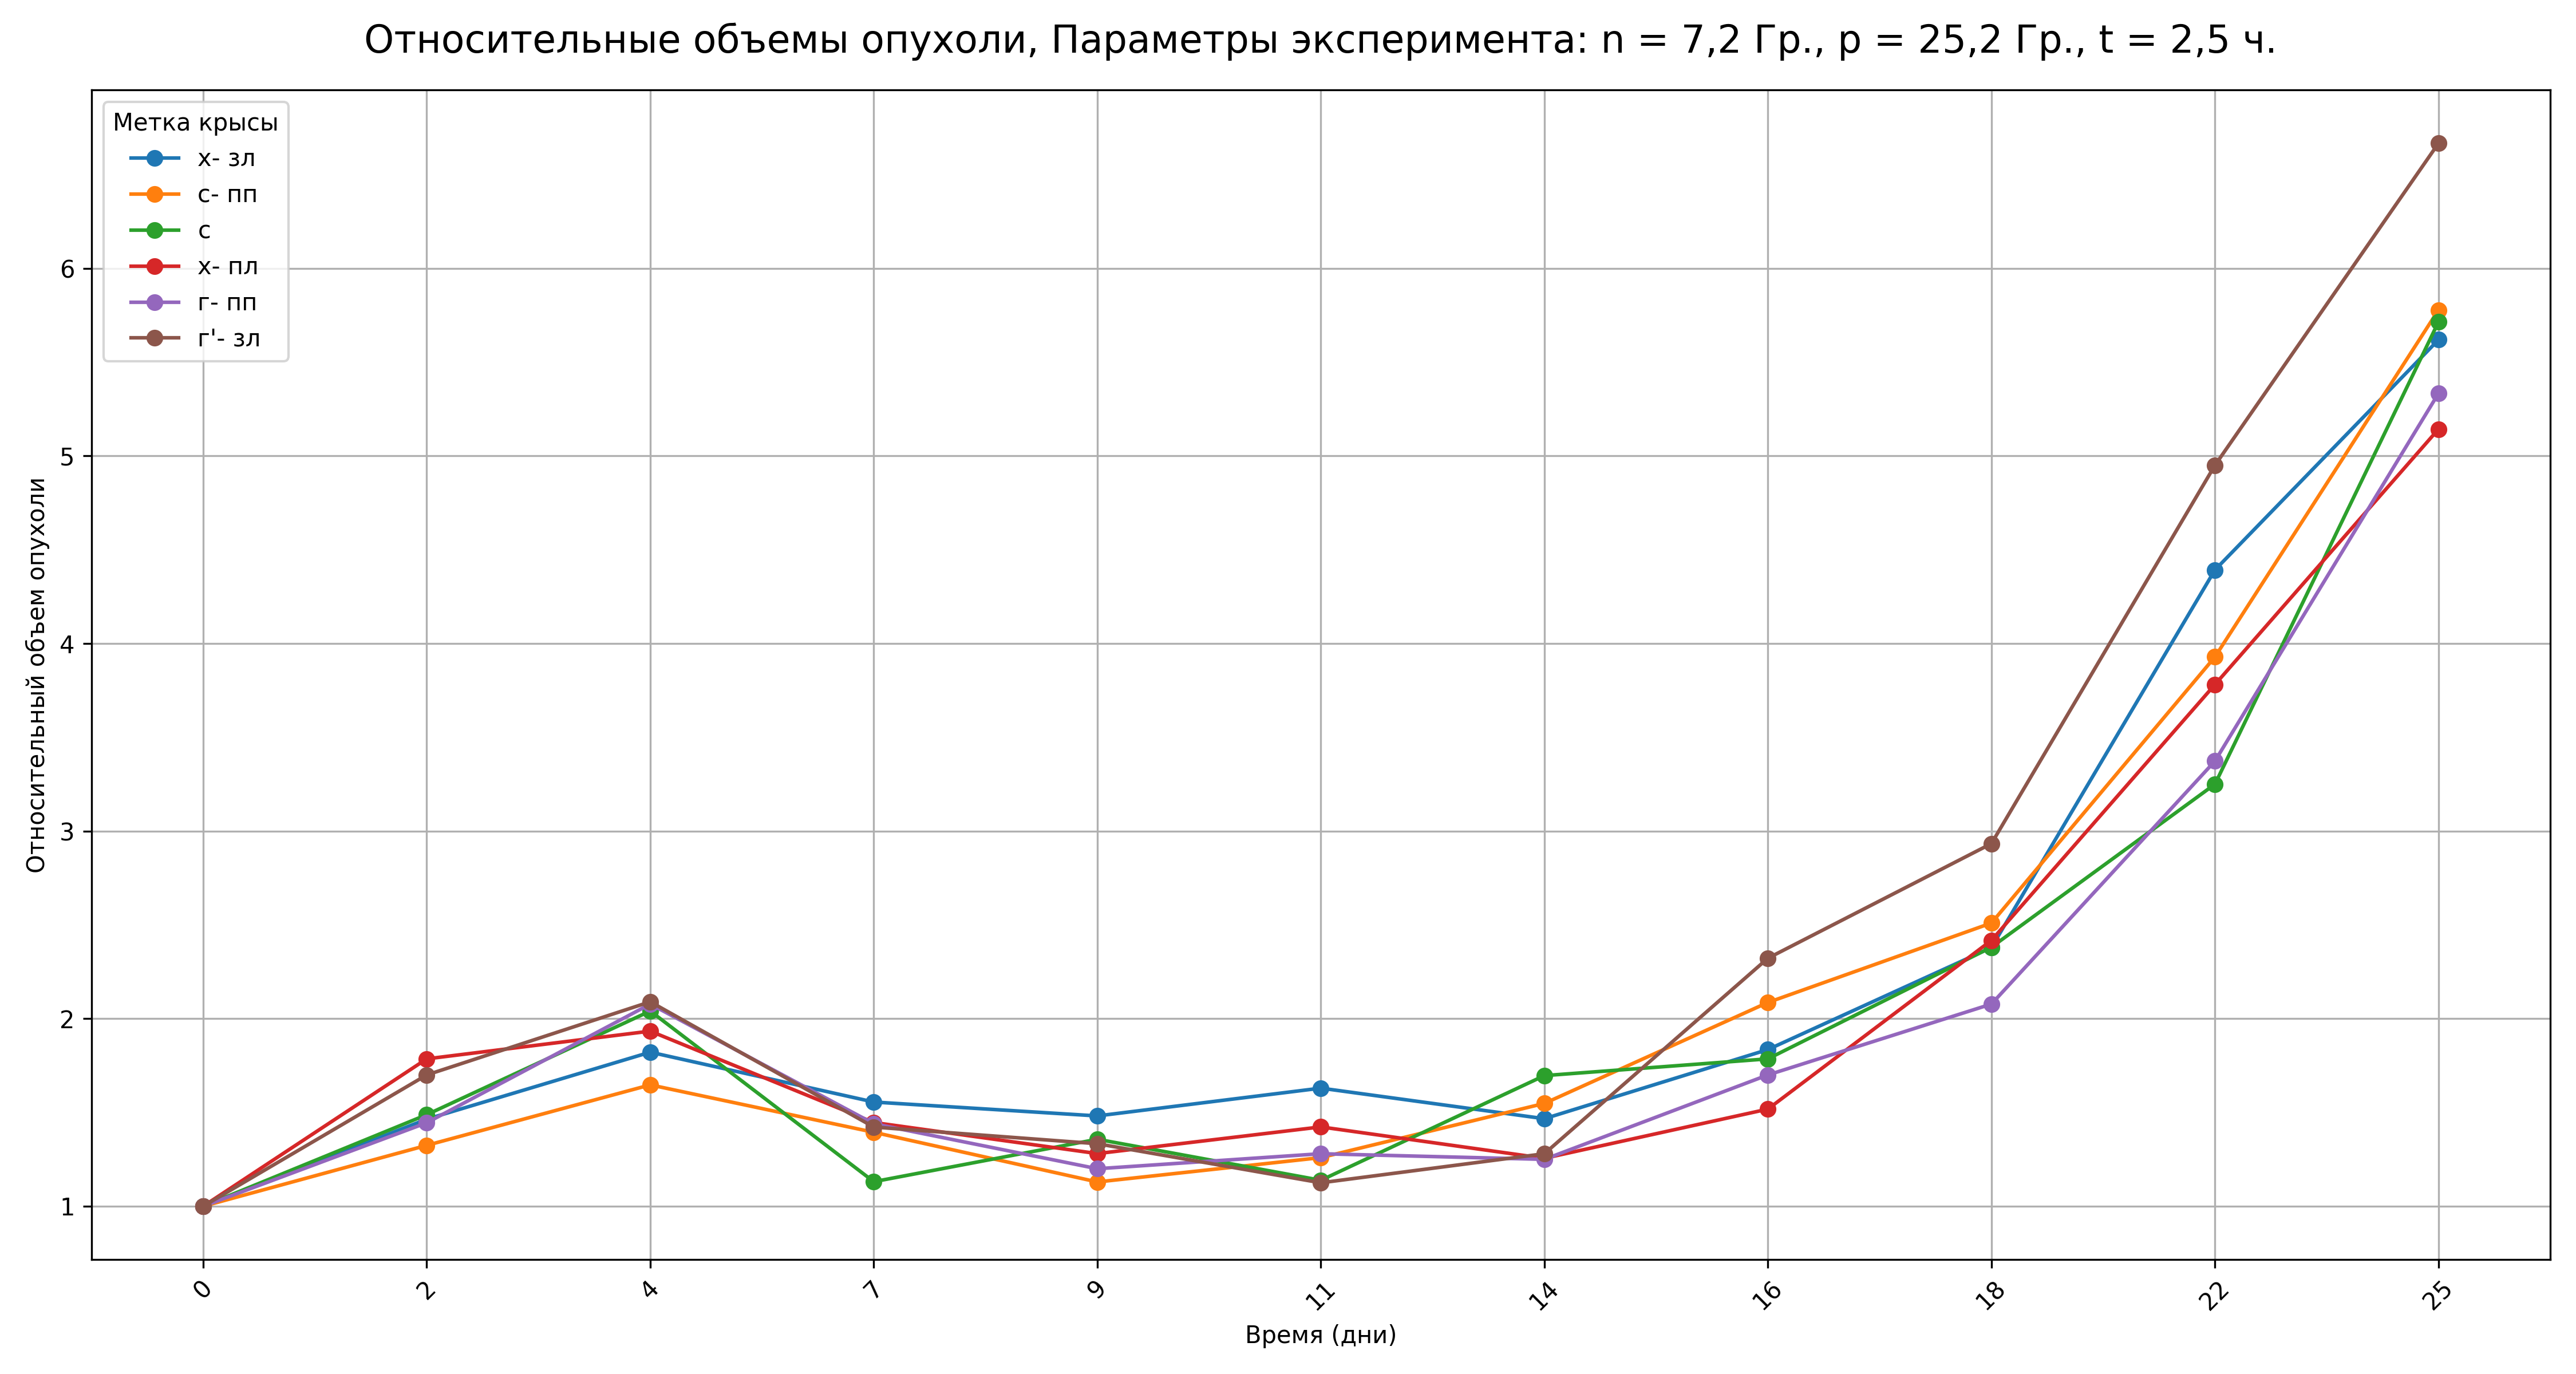 Относительные объемы опухоли, Параметры эксперимента: n = 7,2 Гр., p = 25,2 Гр., t = 2,5 ч.
Метка крысы
х- зл
с- пп
с
х- пл
г- пп
г'- зл
Относительный объем опухоли
6
5
4
3
2
1
0 2 4 7 9 11 14 16 18 22 25
Время (дни)